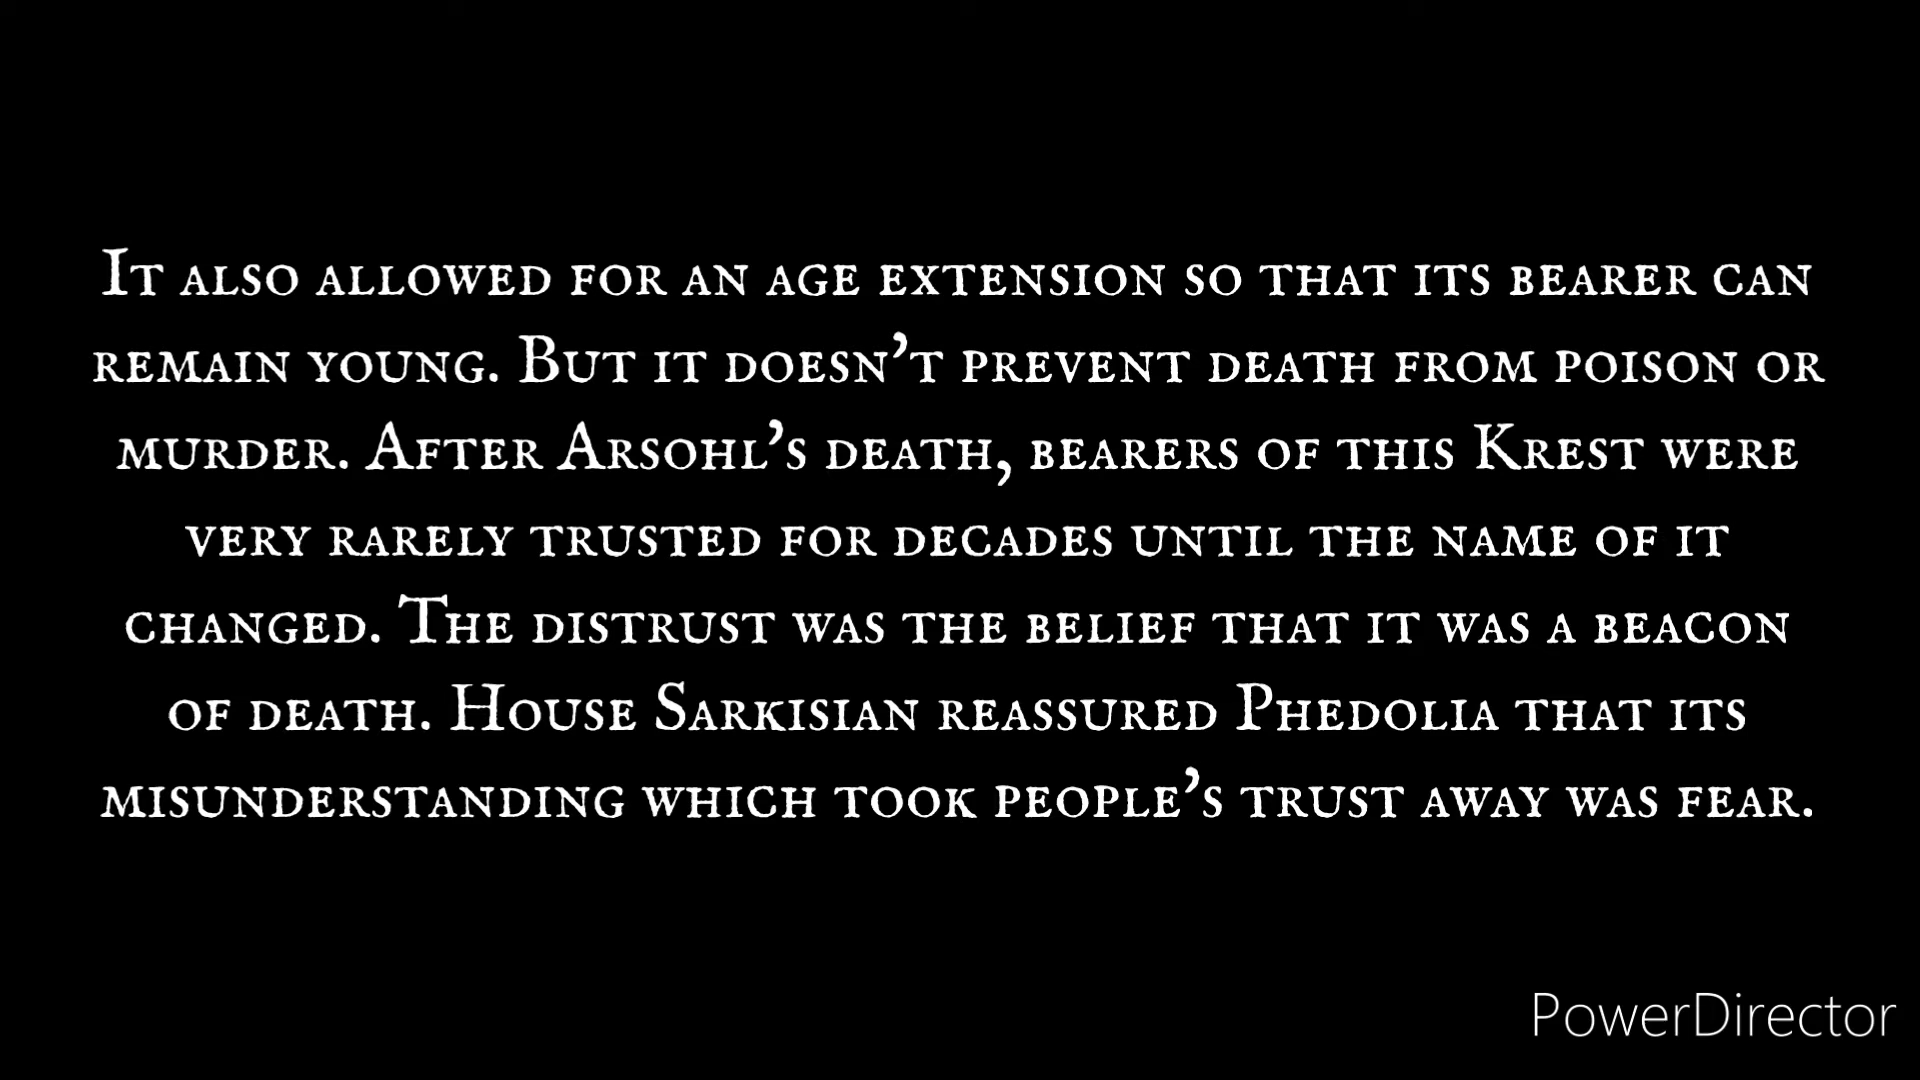 It also allowed for an age extension so that its bearer can
remain young. But it doesn't prevent death from poison or
murder. After Arsohl's death, bearers of this Krest were
very rarely trusted for decades until the name of it
changed. The distrust was the belief that it was a beacon
of death. House Sarkisian reassured Phedolia that its
misunderstanding which took people's trust away was fear.
PowerDirector